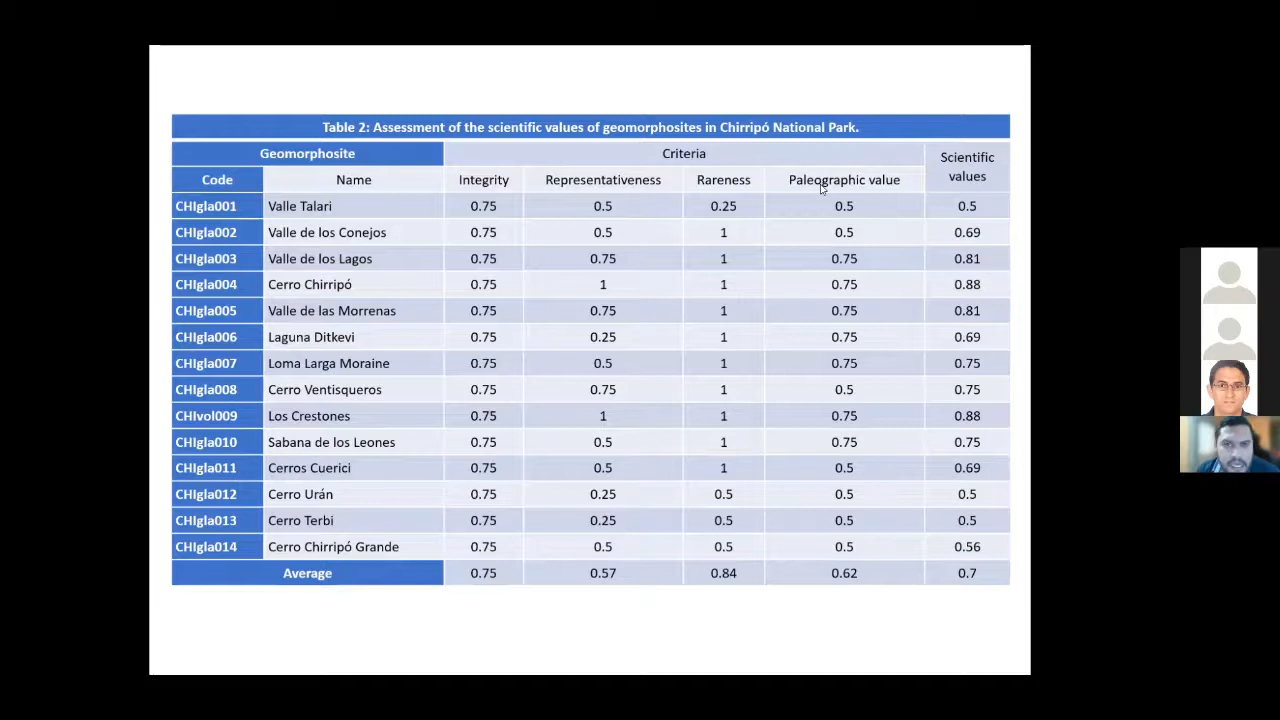 Table 2: Assessment of the scientific values of geomorphosites in Chirripó National Park.
Geomorphosite Criteria Scientific values
Code Name Integrity Representativeness Rareness Paleographic value
CHIgla001 Valle Talari 0.75 0.5 0.25 0.5 0.5
CHIgla002 Valle de los Conejos 0.75 0.5 1 0.5 0.69
CHIgla003 Valle de los Lagos 0.75 0.75 1 0.75 0.81
CHIgla004 Cerro Chirripó 0.75 1 1 0.75 0.88
CHIgla005 Valle de las Morrenas 0.75 0.75 1 0.75 0.81
CHIgla006 Laguna Ditkevi 0.75 0.25 1 0.75 0.69
CHIgla007 Loma Larga Moraine 0.75 0.5 1 0.75 0.75
CHIgla008 Cerro Ventisqueros 0.75 0.75 1 0.5 0.75
CHIvol009 Los Crestones 0.75 1 1 0.75 0.88
CHIgla010 Sabana de los Leones 0.75 0.5 1 0.75 0.75
CHIgla011 Cerros Cuerici 0.75 0.5 1 0.5 0.69
CHIgla012 Cerro Urán 0.75 0.25 0.5 0.5 0.5
CHIgla013 Cerro Terbi 0.75 0.25 0.5 0.5 0.5
CHIgla014 Cerro Chirripó Grande 0.75 0.5 0.5 0.5 0.56
Average 0.75 0.57 0.84 0.62 0.7